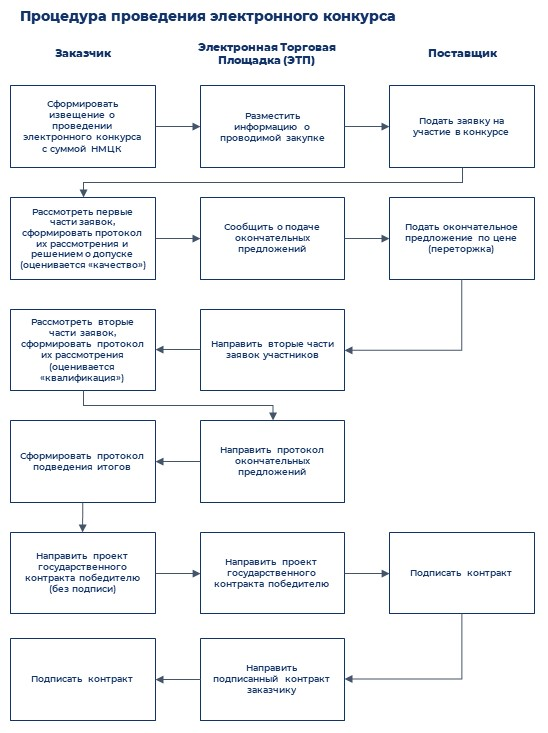 Процедура проведения электронного конкурса
Заказчик
Электронная Торговая
Площадка (ЭТП)
Поставщик
Сформировать
извещение о
проведении
электронного конкурса
с суммой НМЦК
Разместить
информацию о
проводимой закупке
Подать заявку на
участие в конкурсе
Рассмотреть первые
части заявок,
сформировать протокол
их рассмотрения и
решением о допуске
(оценивается «качество»)
Сообщить о подаче
окончательных
предложений
Подать окончательное
предложение по цене
(переторжка)
Рассмотреть вторые
части заявок,
сформировать протокол
их рассмотрения
(оценивается
«квалификация»)
Направить вторые части
заявок участников
Сформировать протокол
подведения итогов
Направить протокол
окончательных
предложений
Направить проект
государственного
контракта победителю
(без подписи)
Направить проект
государственного
контракта победителю
Подписать контракт
Подписать контракт
Направить
подписанный контракт
заказчику